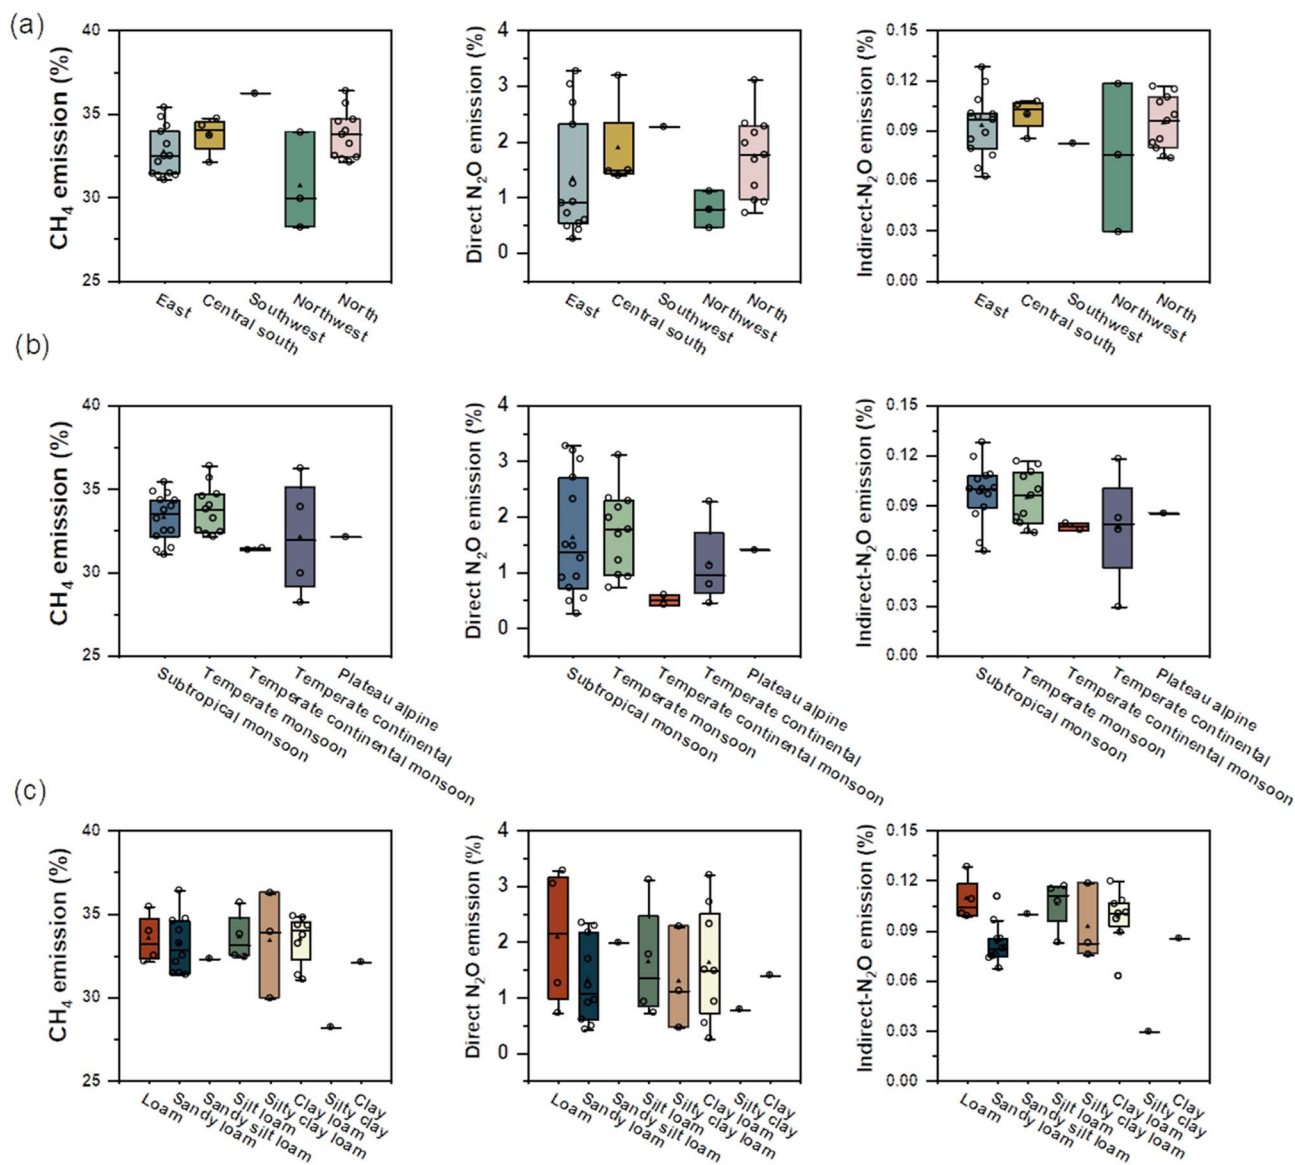 (a)
CH4 emission (%)
40
35
30
25
East
Central south
Southwest
Northwest
North
Direct N2O emission (%)
4
3
2
1
0
East
Central south
Southwest
Northwest
North
Indirect-N2O emission (%)
0.15
0.12
0.09
0.06
0.03
0.00
East
Central south
Southwest
Northwest
North
(b)
CH4 emission (%)
40
35
30
25
Subtropical monsoon
Temperate monsoon
Temperate continental monsoon
Temperate continental
Plateau alpine
Direct N2O emission (%)
4
3
2
1
0
Subtropical monsoon
Temperate monsoon
Temperate continental monsoon
Temperate continental
Plateau alpine
Indirect-N2O emission (%)
0.15
0.12
0.09
0.06
0.03
0.00
Subtropical monsoon
Temperate monsoon
Temperate continental monsoon
Temperate continental
Plateau alpine
(c)
CH4 emission (%)
40
35
30
25
Loam
Sandy loam
Sandy silt loam
Silt loam
Silty clay loam
Clay loam
Silty clay
Clay
Direct N2O emission (%)
4
3
2
1
0
Loam
Sandy loam
Sandy silt loam
Silt loam
Silty clay loam
Clay loam
Silty clay
Clay
Indirect-N2O emission (%)
0.15
0.12
0.09
0.06
0.03
0.00
Loam
Sandy loam
Sandy silt loam
Silt loam
Silty clay loam
Clay loam
Silty clay
Clay